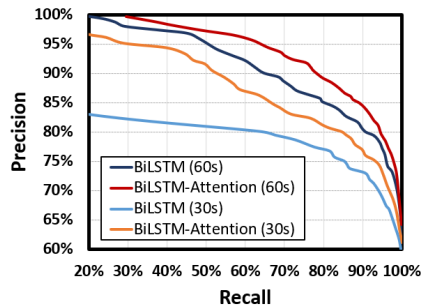 100%
95%
90%
85%
80%
75%
70%
65%
60%
Precision
BiLSTM (60s)
BiLSTM-Attention (60s)
BiLSTM (30s)
BiLSTM-Attention (30s)
20% 30% 40% 50% 60% 70% 80% 90% 100%
Recall